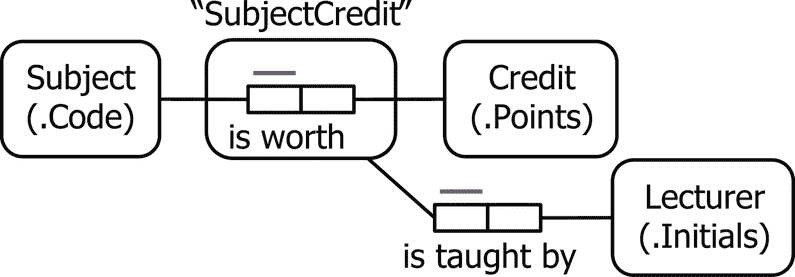 “SubjectCredit”
Subject
(.Code)
is worth
Credit
(.Points)
is taught by
Lecturer
(.Initials)